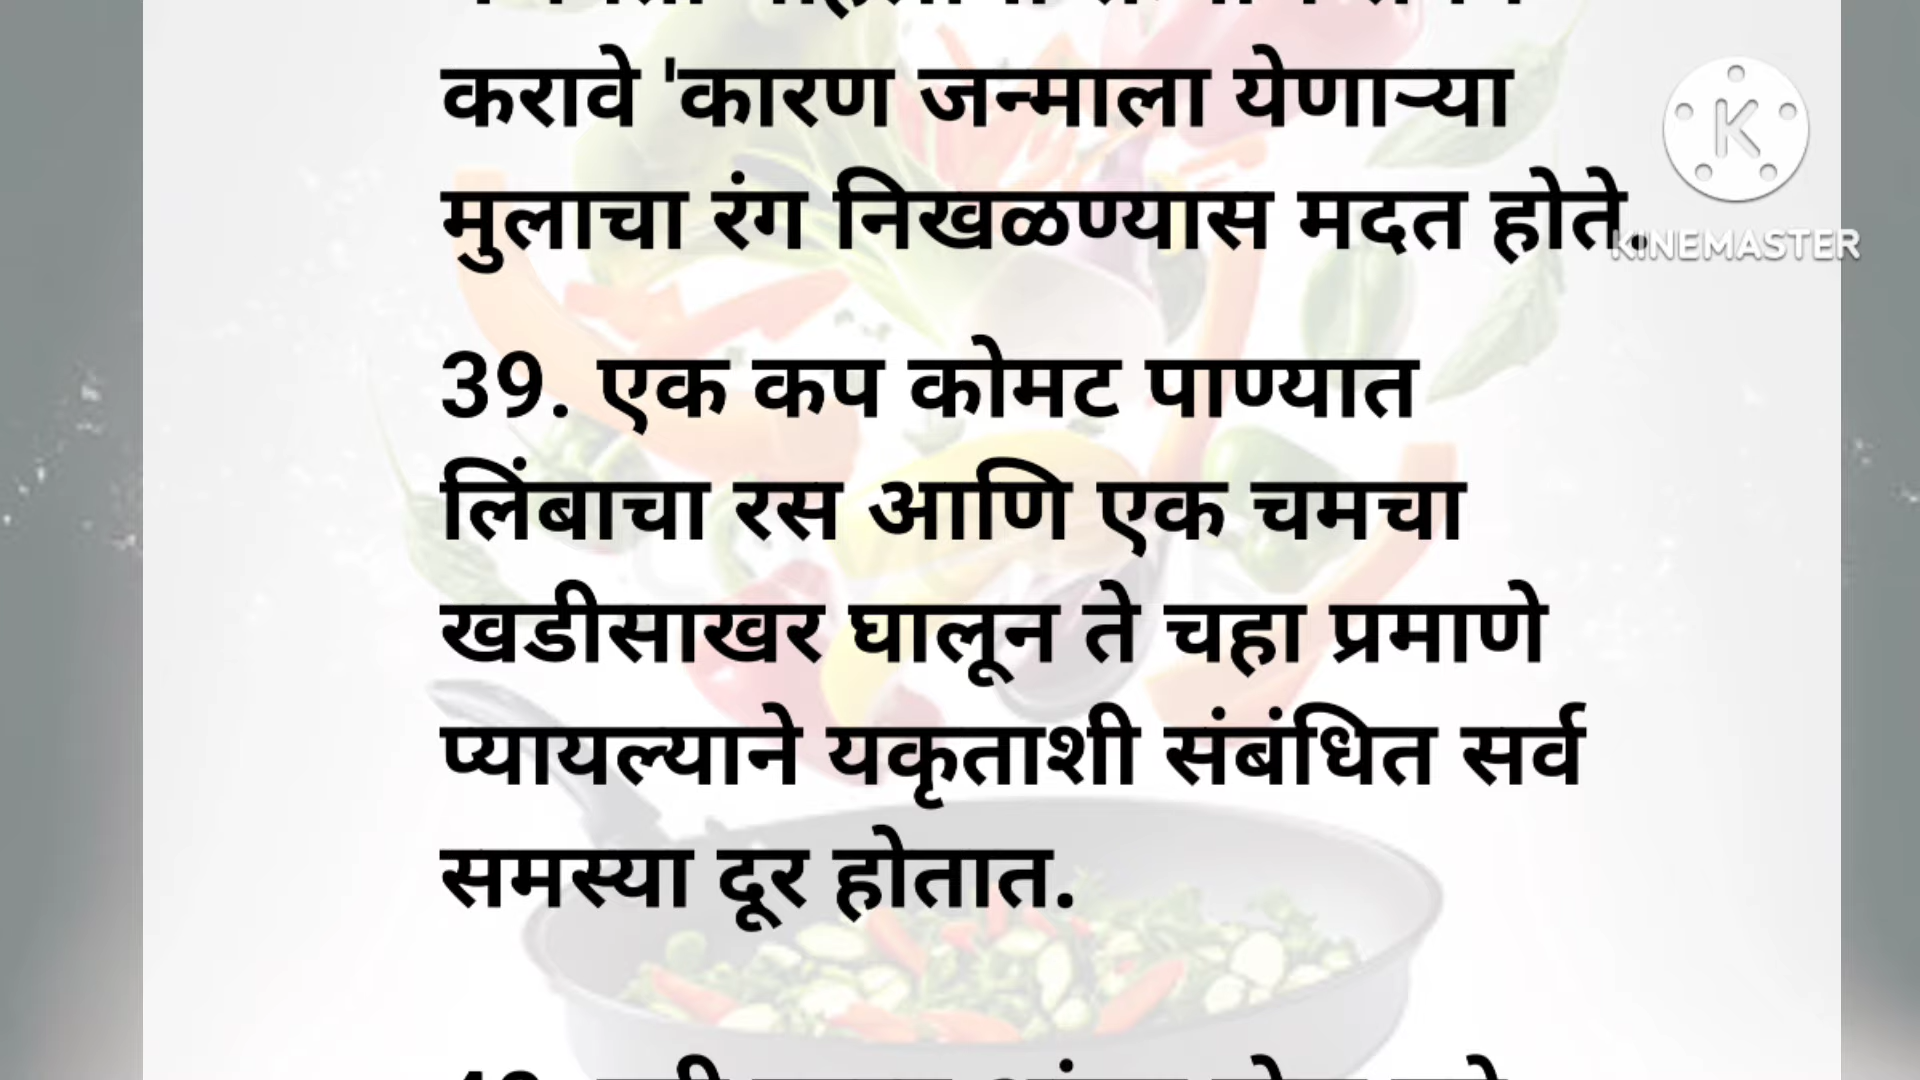 करावे 'कारण जन्माला येणाऱ्या
मुलाचा रंग निखळण्यास मदत होते.
KINEMASTER
39. एक कप कोमट पाण्यात
लिंबाचा रस आणि एक चमचा
खडीसाखर घालून ते चहा प्रमाणे
प्यायल्याने यकृताशी संबंधित सर्व
समस्या दूर होतात.